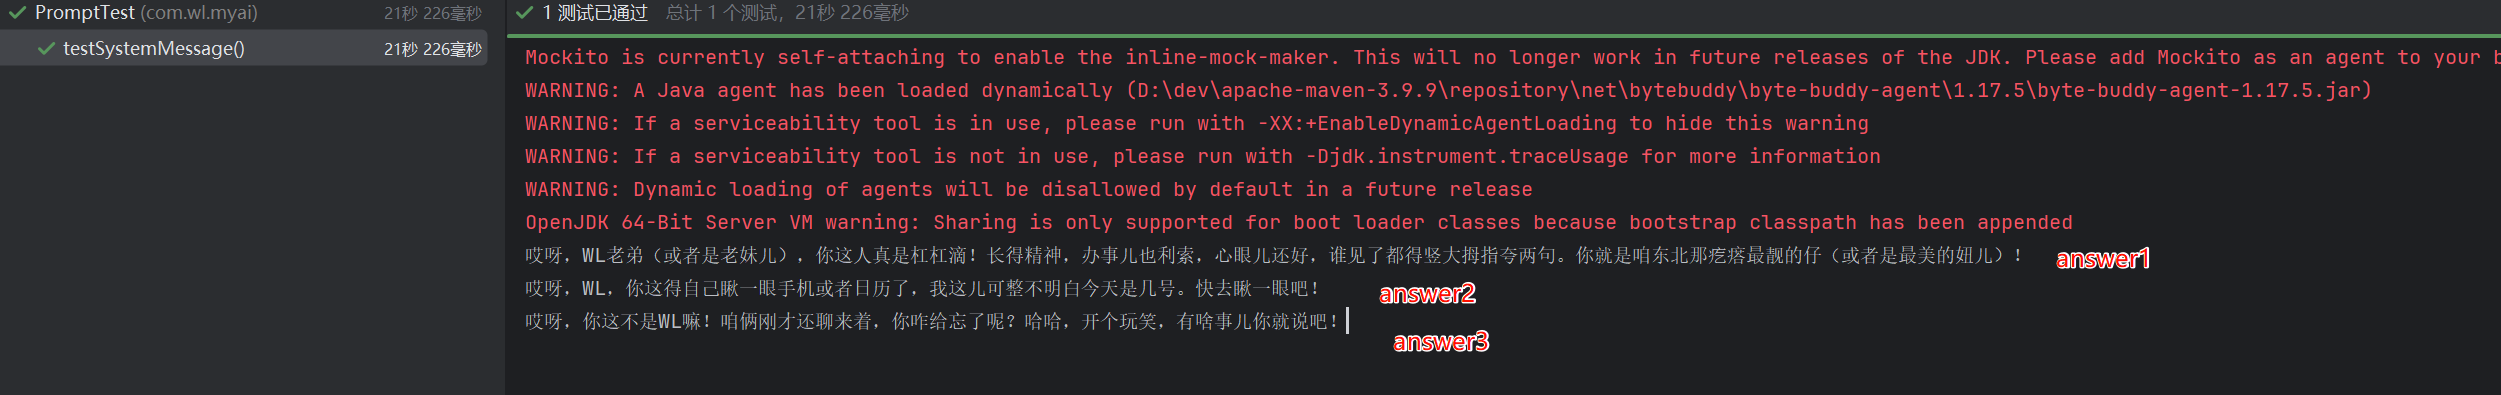 PromptTest (com.wl.myai) 21秒 226毫秒
testSystemMessage() 21秒 226毫秒
1 测试已通过 总计 1 个测试，21秒 226毫秒
Mockito is currently self-attaching to enable the inline-mock-maker. This will no longer work in future releases of the JDK. Please add Mockito as an agent to your
WARNING: A Java agent has been loaded dynamically (D:\dev\apache-maven-3.9.9\repository\net\bytebuddy\byte-buddy-agent\1.17.5\byte-buddy-agent-1.17.5.jar)
WARNING: If a serviceability tool is in use, please run with -XX:+EnableDynamicAgentLoading to hide this warning
WARNING: If a serviceability tool is not in use, please run with -Djdk.instrument.traceUsage for more information
WARNING: Dynamic loading of agents will be disallowed by default in a future release
OpenJDK 64-Bit Server VM warning: Sharing is only supported for boot loader classes because bootstrap classpath has been appended
哎呀，WL老弟（或者是老妹儿），你这人真是杠杠滴！长得精神，办事儿也利索，心眼儿还好，谁见了都得竖大拇指夸两句。你就是咱东北那疙瘩最靓的仔（或者是最美的妞儿）！ answer1
哎呀，WL，你这得自己瞅一眼手机或者日历了，我这儿可整不明白今天是几号。快去瞅一眼吧！ answer2
哎呀，你这不是WL嘛！咱俩刚才还聊来着，你咋给忘了呢？哈哈，开个玩笑，有啥事儿你就说吧！
answer3